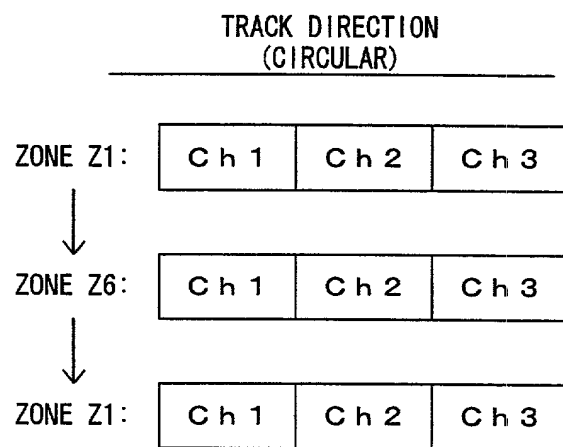 TRACK DIRECTION
(CIRCULAR)
ZONE Z1: Ch1 Ch2 Ch3
ZONE Z6: Ch1 Ch2 Ch3
ZONE Z1: Ch1 Ch2 Ch3